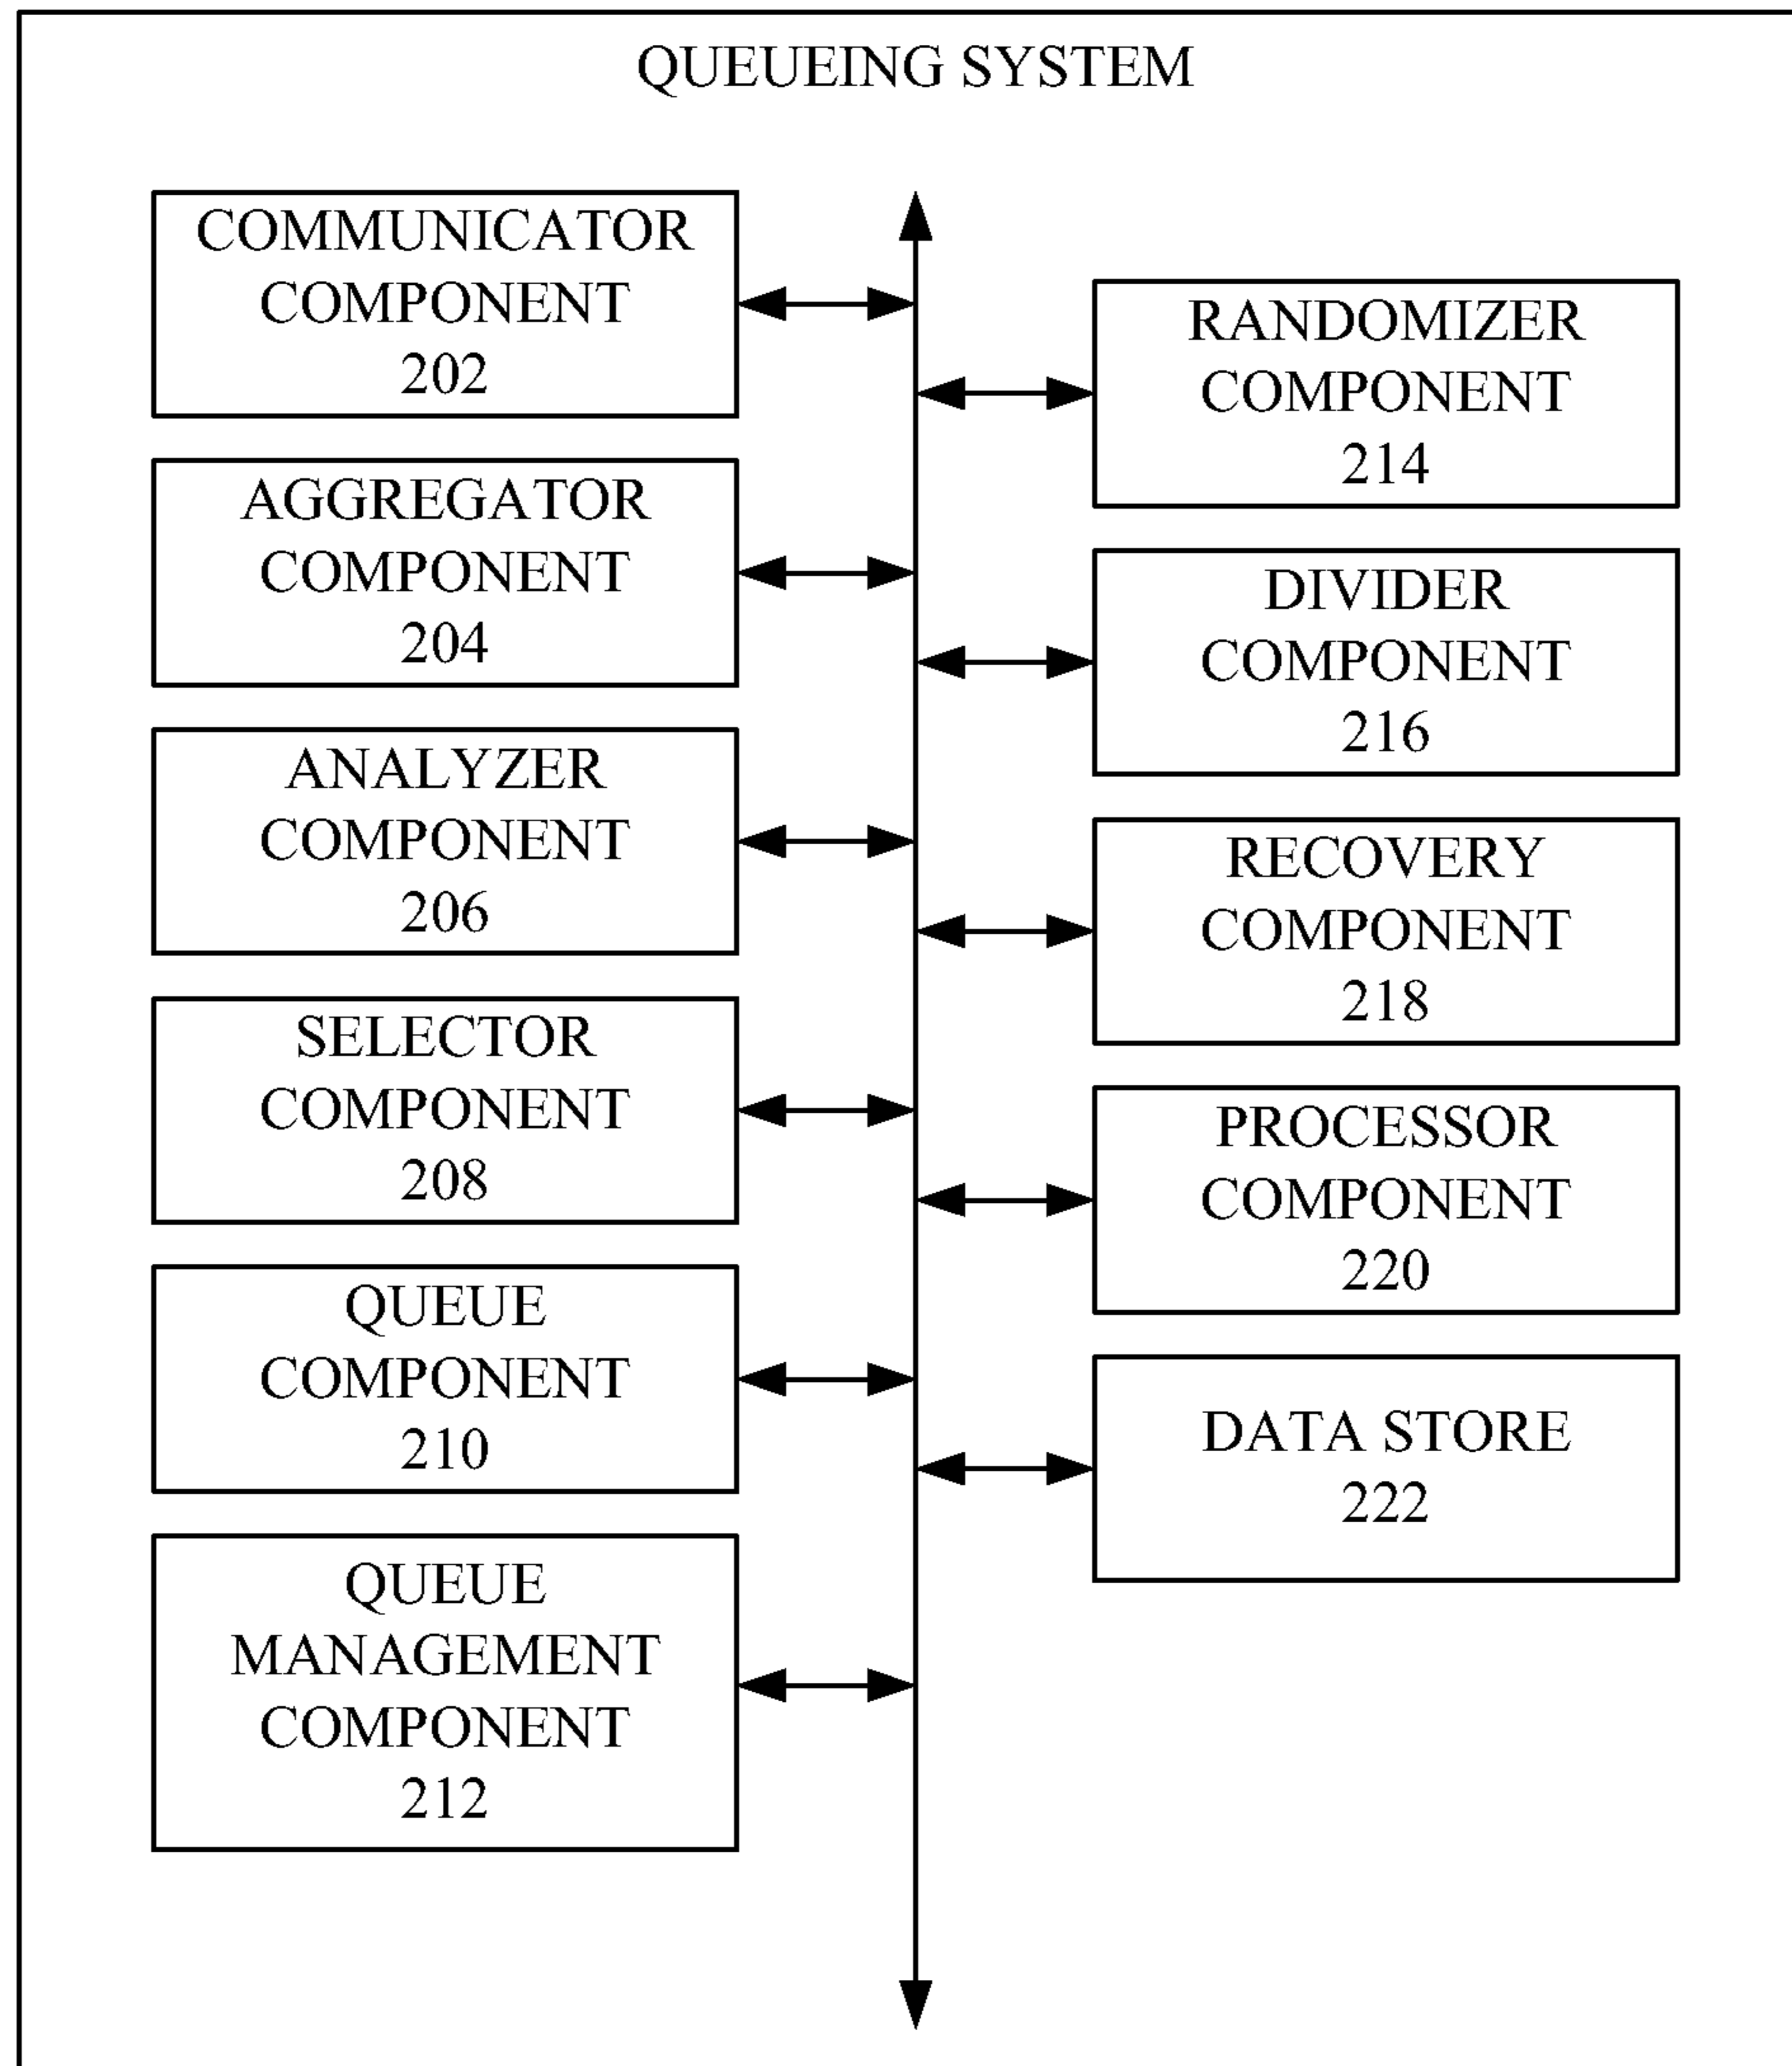 QUEUEING SYSTEM
COMMUNICATOR
COMPONENT
202
AGGREGATOR
COMPONENT
204
ANALYZER
COMPONENT
206
SELECTOR
COMPONENT
208
QUEUE
COMPONENT
210
QUEUE
MANAGEMENT
COMPONENT
212
RANDOMIZER
COMPONENT
214
DIVIDER
COMPONENT
216
RECOVERY
COMPONENT
218
PROCESSOR
COMPONENT
220
DATA STORE
222